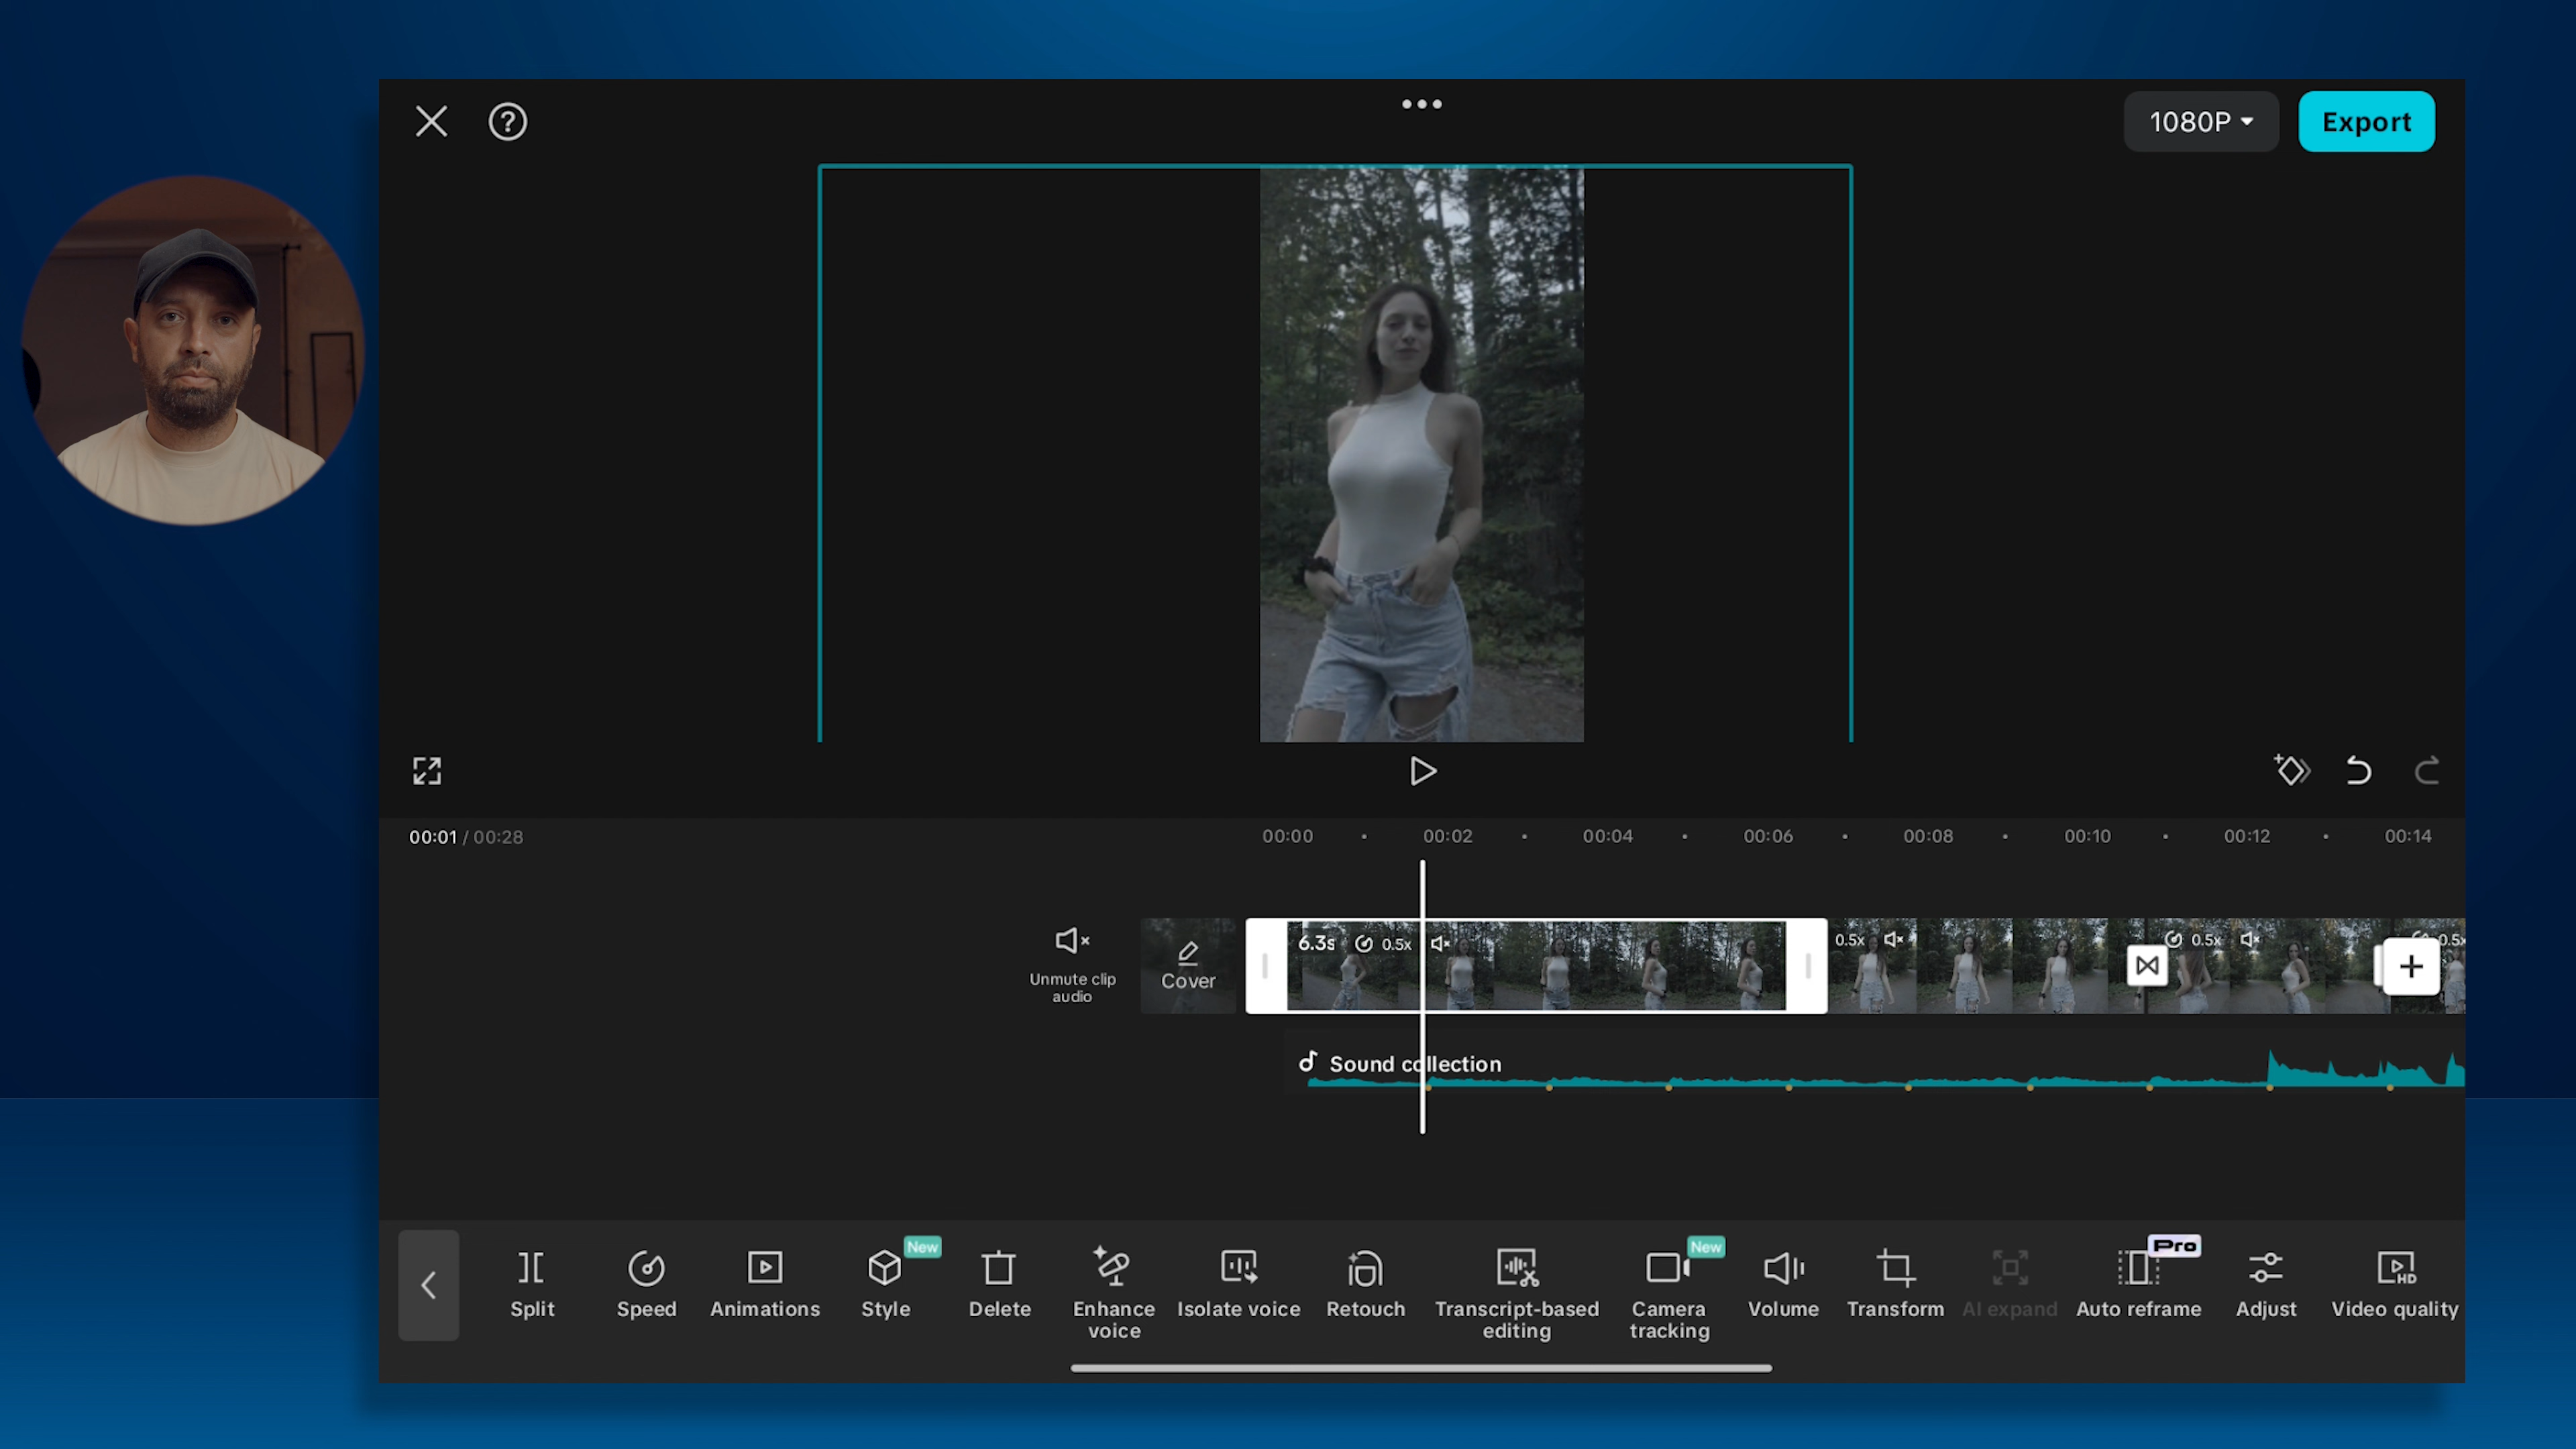 1080P
Export
00:01 / 00:28
00:00
00:02
00:04
00:06
00:08
00:10
00:12
00:14
Unmute clip
audio
Cover
6.3s
0.5x
0.5x
0.5x
0.5x
Sound collection
Split
Speed
Animations
New
Style
Delete
Enhance
voice
Isolate voice
Retouch
Transcript-based
editing
New
Camera
tracking
Volume
Transform
AI expand
Pro
Auto reframe
Adjust
HD
Video quality